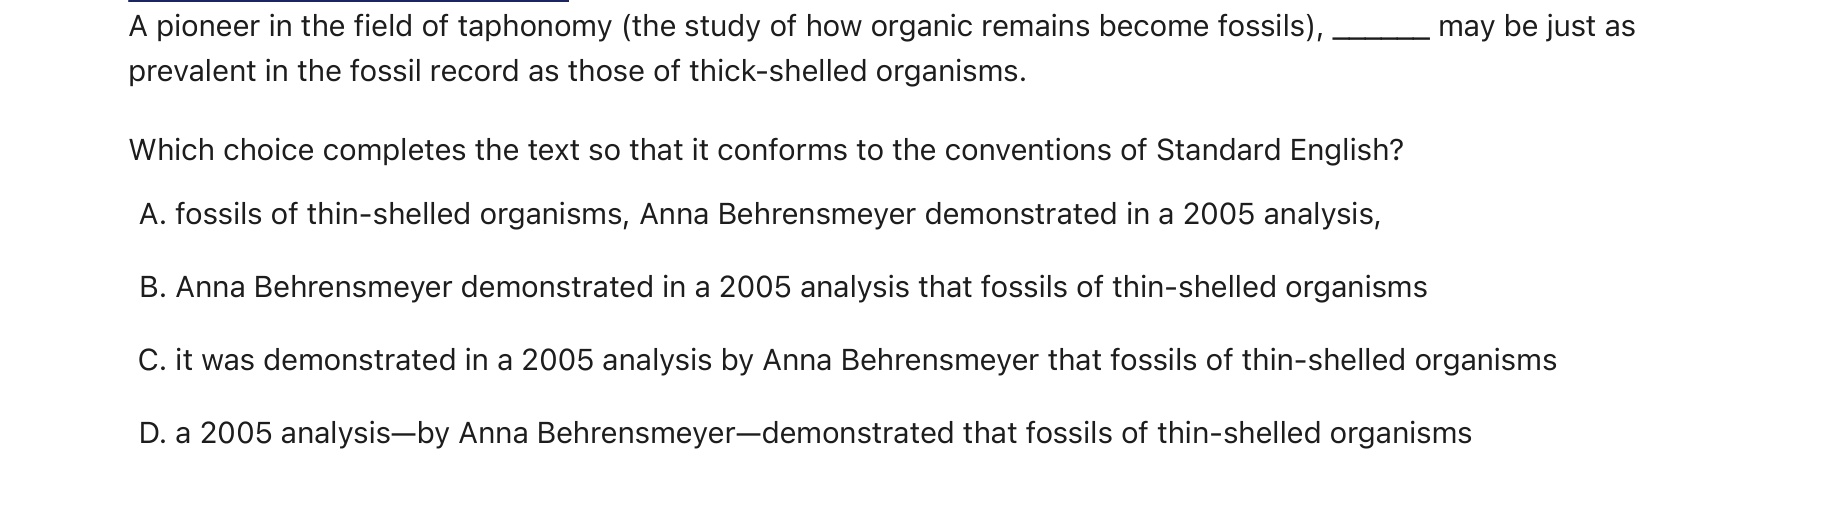 A pioneer in the field of taphonomy (the study of how organic remains become fossils), ______ may be just as
prevalent in the fossil record as those of thick-shelled organisms.
Which choice completes the text so that it conforms to the conventions of Standard English?
A. fossils of thin-shelled organisms, Anna Behrensmeyer demonstrated in a 2005 analysis,
B. Anna Behrensmeyer demonstrated in a 2005 analysis that fossils of thin-shelled organisms
C. it was demonstrated in a 2005 analysis by Anna Behrensmeyer that fossils of thin-shelled organisms
D. a 2005 analysis—by Anna Behrensmeyer—demonstrated that fossils of thin-shelled organisms